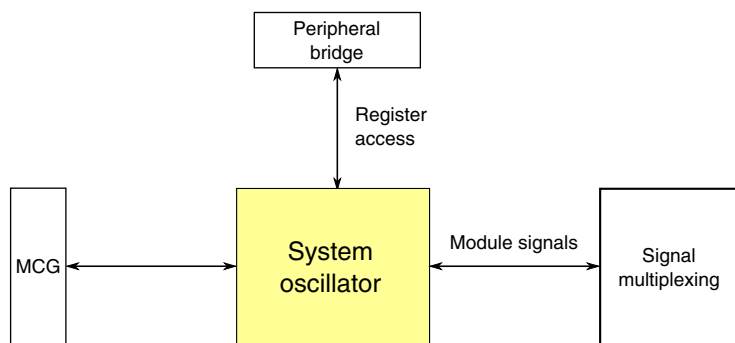 Peripheral
bridge
Register
access
MCG
System
oscillator
Module signals
Signal
multiplexing